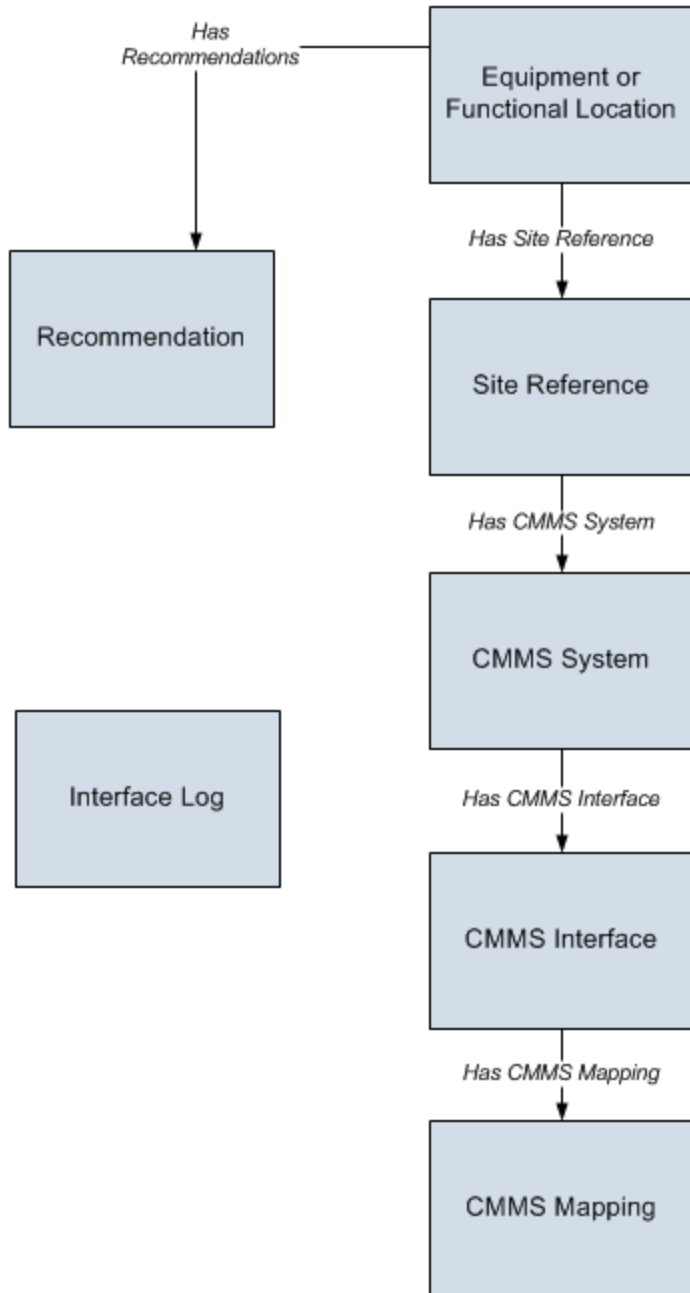 Has
Recommendations
Equipment or
Functional Location
Has Site Reference
Recommendation
Site Reference
Has CMMS System
CMMS System
Interface Log
Has CMMS Interface
CMMS Interface
Has CMMS Mapping
CMMS Mapping